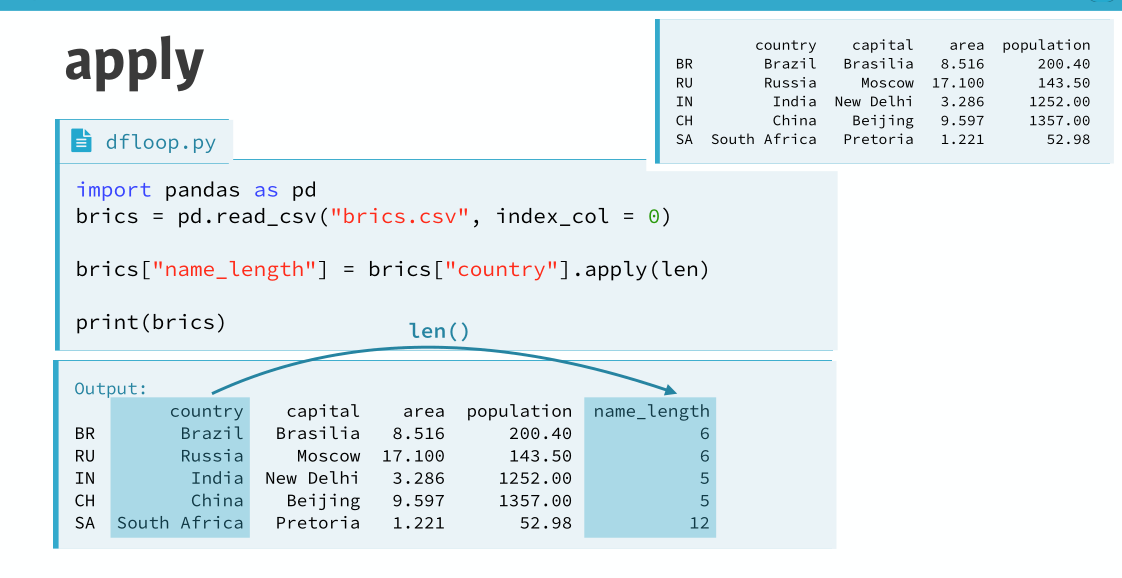 apply
country capital area population
BR Brazil Brasilia 8.516 200.40
RU Russia Moscow 17.100 143.50
IN India New Delhi 3.286 1252.00
CH China Beijing 9.597 1357.00
SA South Africa Pretoria 1.221 52.98
dfloop.py
import pandas as pd
brics = pd.read_csv("brics.csv", index_col = 0)
brics["name_length"] = brics["country"].apply(len)
print(brics)
len()
Output:
country capital area population name_length
BR Brazil Brasilia 8.516 200.40 6
RU Russia Moscow 17.100 143.50 6
IN India New Delhi 3.286 1252.00 5
CH China Beijing 9.597 1357.00 5
SA South Africa Pretoria 1.221 52.98 12